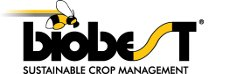 biobest®
SUSTAINABLE CROP MANAGEMENT